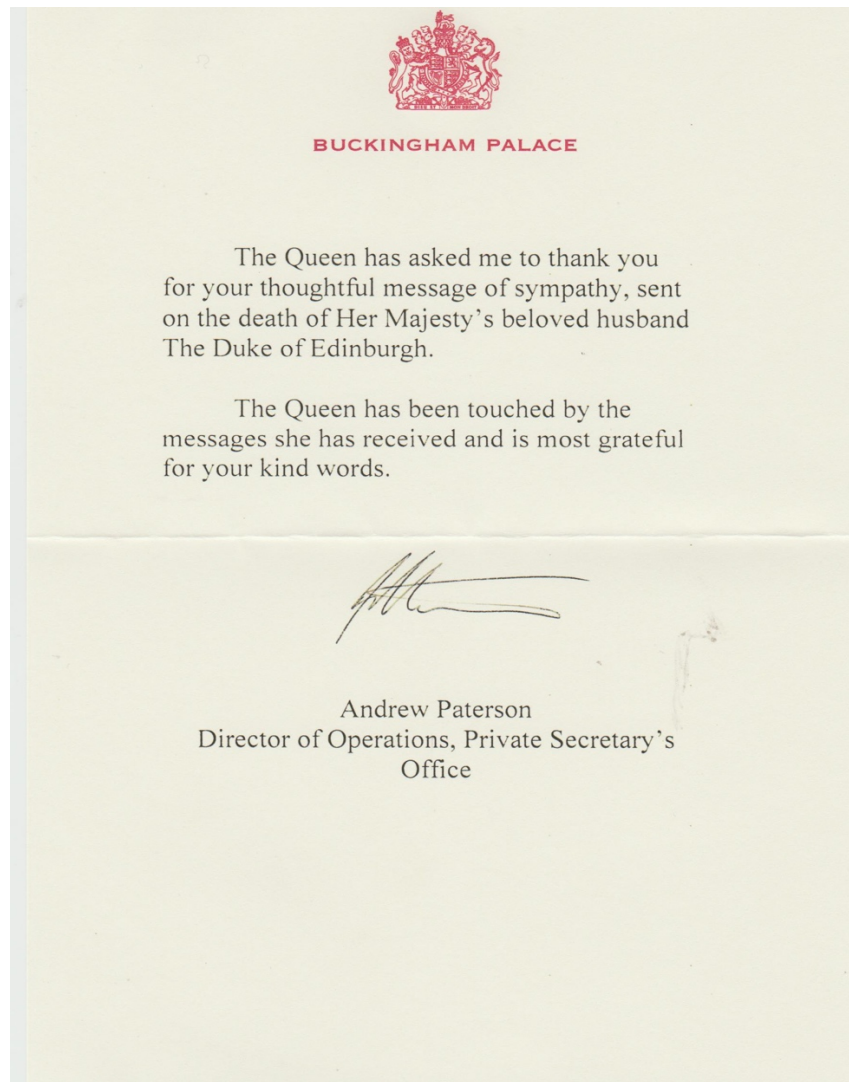 BUCKINGHAM PALACE
The Queen has asked me to thank you
for your thoughtful message of sympathy, sent
on the death of Her Majesty's beloved husband
The Duke of Edinburgh.
The Queen has been touched by the
messages she has received and is most grateful
for your kind words.
Andrew Paterson
Director of Operations, Private Secretary's
Office